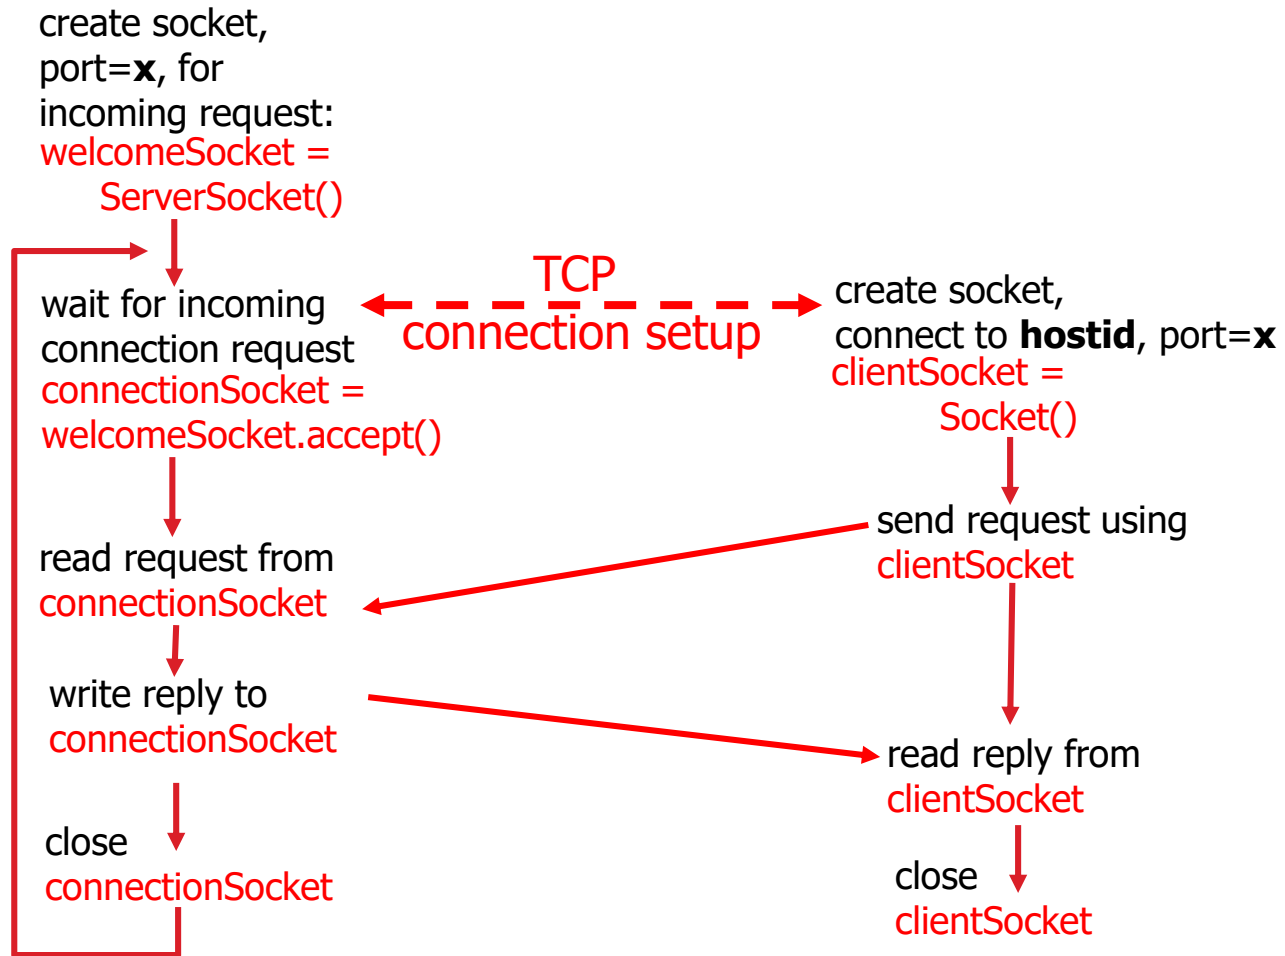 create socket,
port=x, for
incoming request:
welcomeSocket =
ServerSocket()
wait for incoming
connection request
connectionSocket =
welcomeSocket.accept()
TCP
connection setup
create socket,
connect to hostid, port=x
clientSocket =
Socket()
send request using
clientSocket
read request from
connectionSocket
write reply to
connectionSocket
read reply from
clientSocket
close
connectionSocket
close
clientSocket